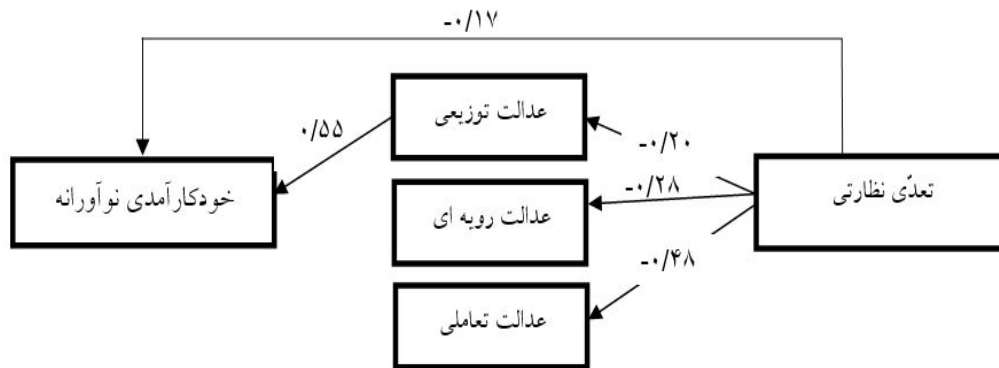 -۰/۱۷
عدالت توزیعی
۰/۵۵
-۰/۲۰
تعدّی نظارتی
خودکارآمدی نوآورانه
-۰/۲۸
عدالت رویه ای
-۰/۴۸
عدالت تعاملی